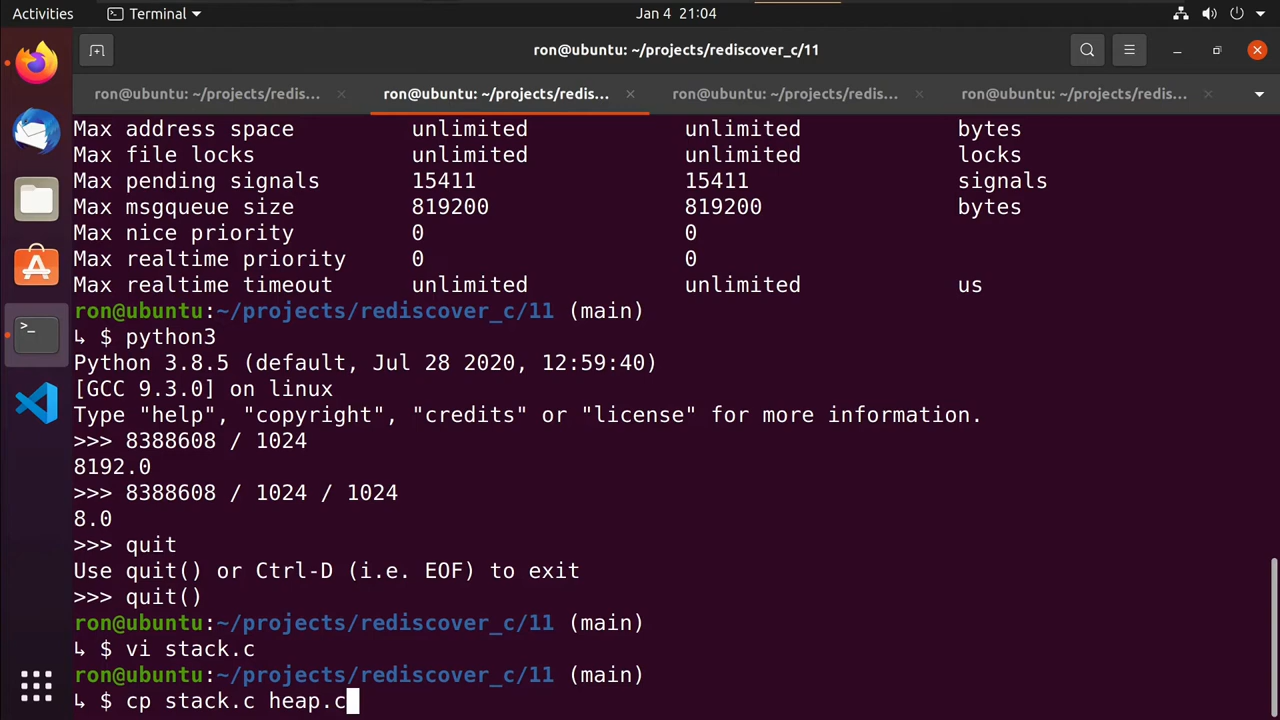 Activities
Terminal
Jan 4 21:04
ron@ubuntu: ~/projects/rediscover_c/11
ron@ubuntu: ~/projects/redis...
ron@ubuntu: ~/projects/redis...
ron@ubuntu: ~/projects/redis...
ron@ubuntu: ~/projects/redis...
Max address space unlimited unlimited bytes
Max file locks unlimited unlimited locks
Max pending signals 15411 15411 signals
Max msgqueue size 819200 819200 bytes
Max nice priority 0 0
Max realtime priority 0 0
Max realtime timeout unlimited unlimited us
ron@ubuntu:~/projects/rediscover_c/11 (main)
↳ $ python3
Python 3.8.5 (default, Jul 28 2020, 12:59:40)
[GCC 9.3.0] on linux
Type "help", "copyright", "credits" or "license" for more information.
>>> 8388608 / 1024
8192.0
>>> 8388608 / 1024 / 1024
8.0
>>> quit
Use quit() or Ctrl-D (i.e. EOF) to exit
>>> quit()
ron@ubuntu:~/projects/rediscover_c/11 (main)
↳ $ vi stack.c
ron@ubuntu:~/projects/rediscover_c/11 (main)
↳ $ cp stack.c heap.c